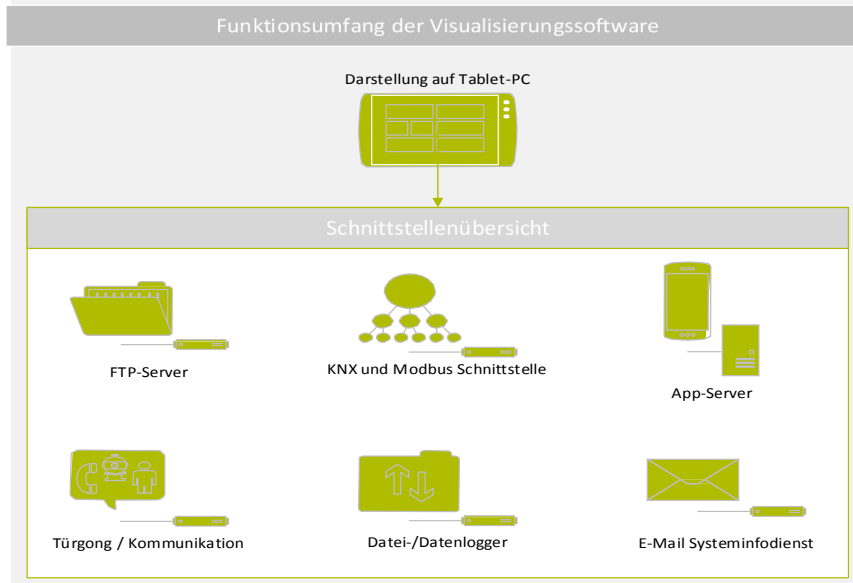 Funktionsumfang der Visualisierungssoftware
Darstellung auf Tablet-PC
Schnittstellenübersicht
FTP-Server
KNX und Modbus Schnittstelle
App-Server
Türgong / Kommunikation
Datei-/Datenlogger
E-Mail Systeminfodienst